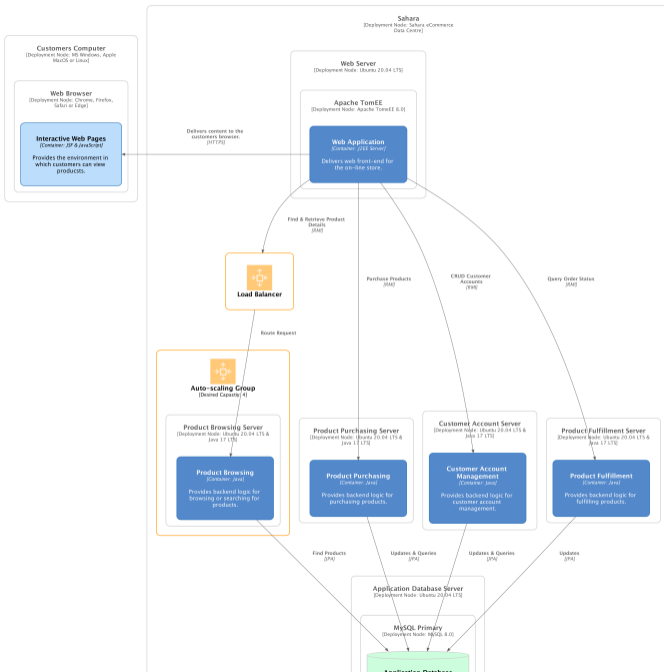 Sahara
[Deployment Node: Sahara eCommerce
Data Centre]
Customers Computer
[Deployment Node: MS Windows, Apple
MacOS or Linux]
Web Browser
[Deployment Node: Chrome, Firefox,
Safari or Edge]
Interactive Web Pages
[Container: JSF & JavaScript]
Provides the environment in
which customers can view
products.
Web Server
[Deployment Node: Ubuntu 20.04 LTS]
Apache TomEE
[Deployment Node: Apache TomEE 8.0]
Web Application
[Container: J2EE Server]
Delivers web front-end for
the on-line store.
Delivers content to the
customers browser.
[HTTPS]
Find & Retrieve Product
Details
[RMI]
Purchase Products
[RMI]
CRUD Customer
Accounts
[RMI]
Query Order Status
[RMI]
Load Balancer
Route Request
Auto-scaling Group
[Desired Capacity: 4]
Product Browsing Server
[Deployment Node: Ubuntu 20.04 LTS &
Java 17 LTS]
Product Browsing
[Container: Java]
Provides backend logic for
browsing or searching for
products.
Product Purchasing Server
[Deployment Node: Ubuntu 20.04 LTS &
Java 17 LTS]
Product Purchasing
[Container: Java]
Provides backend logic for
purchasing products.
Customer Account Server
[Deployment Node: Ubuntu 20.04 LTS &
Java 17 LTS]
Customer Account
Management
[Container: Java]
Provides backend logic for
customer account
management.
Product Fulfillment Server
[Deployment Node: Ubuntu 20.04 LTS &
Java 17 LTS]
Product Fulfillment
[Container: Java]
Provides backend logic for
fulfilling products.
Find Products
[JPA]
Updates & Queries
[JPA]
Updates & Queries
[JPA]
Updates
[JPA]
Application Database Server
[Deployment Node: Ubuntu 20.04 LTS]
MySQL Primary
[Deployment Node: MySQL 8.0]
Application Database